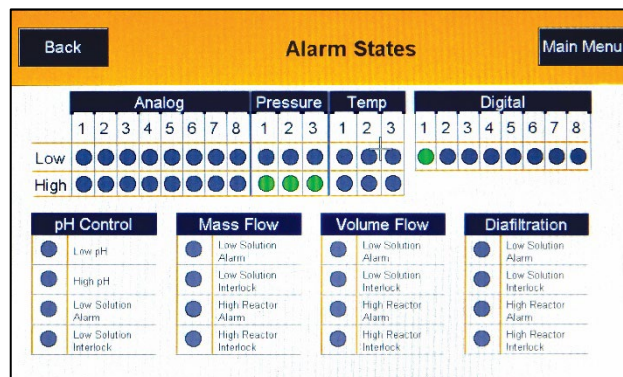 Back
Alarm States
Main Menu
Analog Pressure Temp Digital
1 2 3 4 5 6 7 8 1 2 3 1 2 3 1 2 3 4 5 6 7 8
Low
High
pH Control
Low pH
High pH
Low Solution
Alarm
Low Solution
Interlock
Mass Flow
Low Solution
Alarm
Low Solution
Interlock
High Reactor
Alarm
High Reactor
Interlock
Volume Flow
Low Solution
Alarm
Low Solution
Interlock
High Reactor
Alarm
High Reactor
Interlock
Diafiltration
Low Solution
Alarm
Low Solution
Interlock
High Reactor
Alarm
High Reactor
Interlock